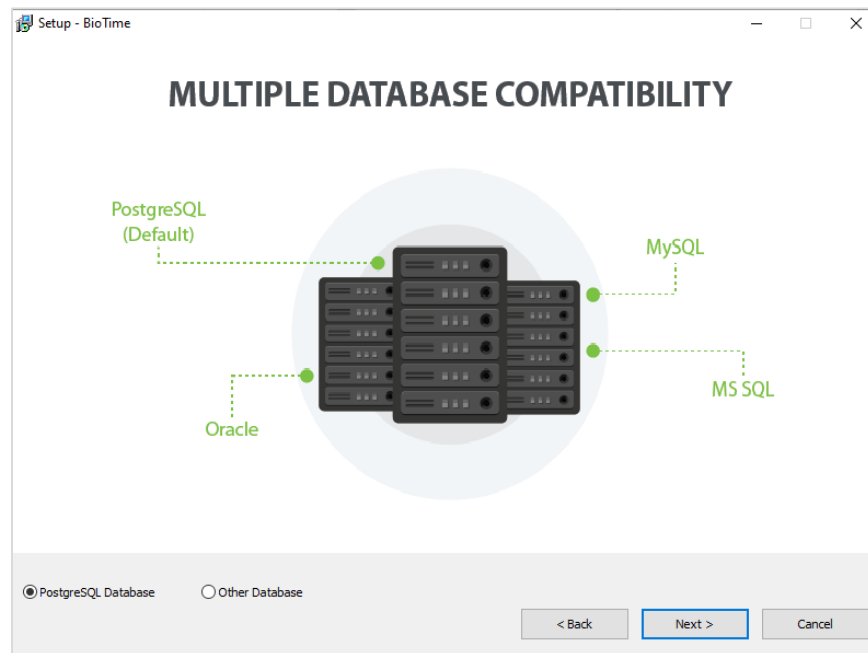 Setup - BioTime
MULTIPLE DATABASE COMPATIBILITY
PostgreSQL
(Default)
MySQL
MS SQL
Oracle
PostgreSQL Database
Other Database
< Back
Next >
Cancel